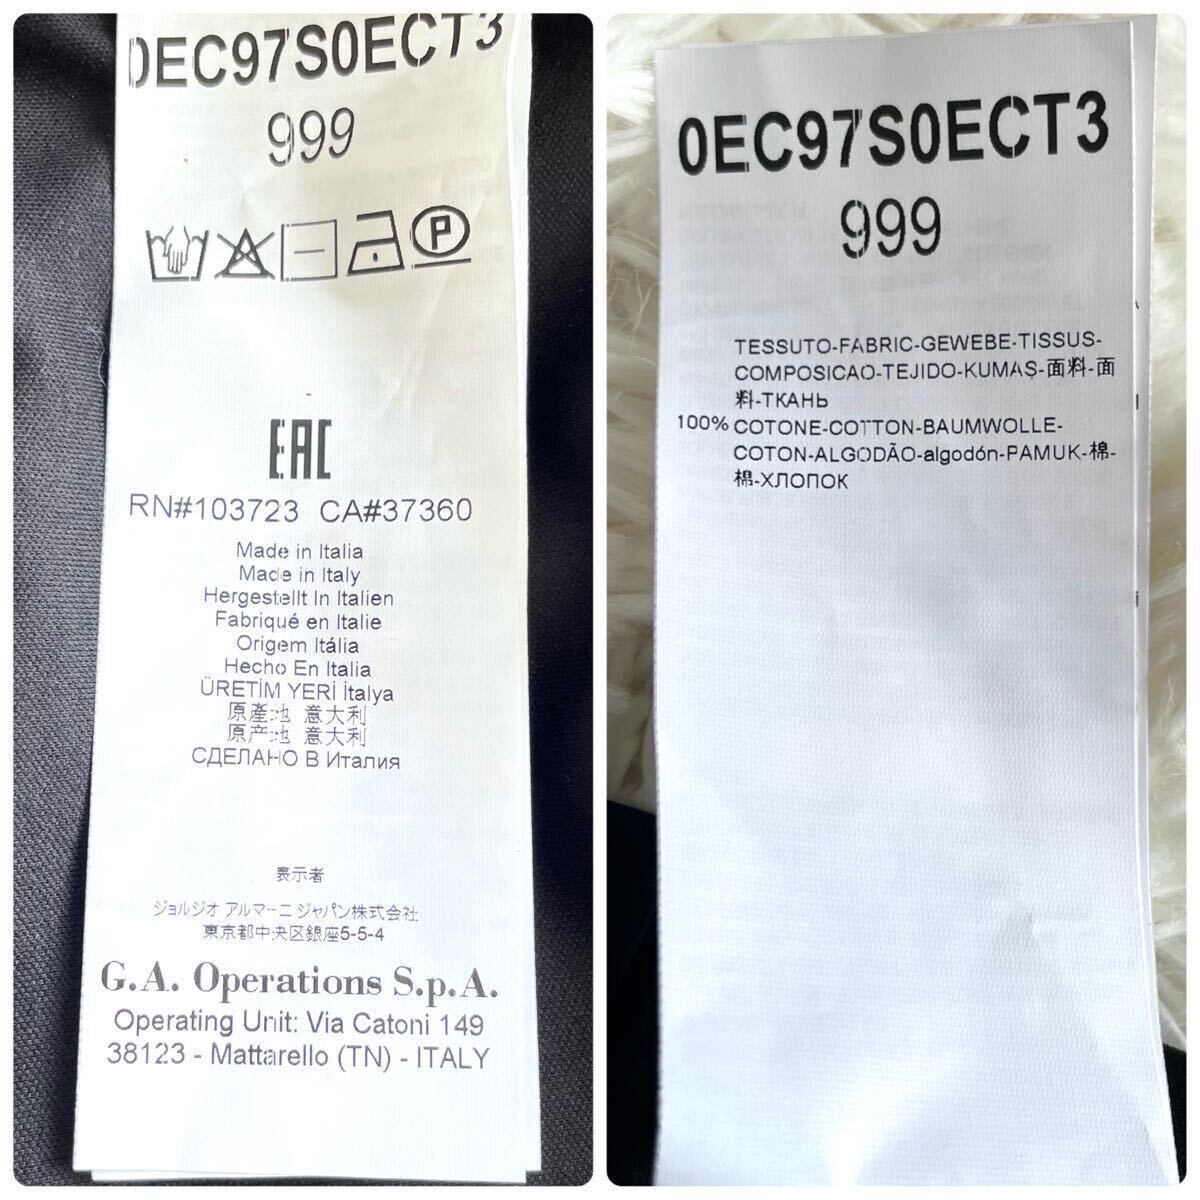 0EC97S0ECT3
999
P
EAC
RN#103723 CA#37360
Made in Italia
Made in Italy
Hergestellt In Italien
Fabriqué en Italie
Origem Itália
Hecho En Italia
ÜRETİM YERİ İtalya
原產地 意大利
原产地 意大利
СДЕЛАНО В Италия
表示者
ジョルジオ アルマーニ ジャパン株式会社
東京都中央区銀座5-5-4
G.A. Operations S.p.A.
Operating Unit: Via Catoni 149
38123 - Mattarello (TN) - ITALY
0EC97S0ECT3
999
TESSUTO-FABRIC-GEWEBE-TISSUS-
COMPOSICAO-TEJIDO-KUMAŞ-面料-面
料-ТКАНЬ
100% COTONE-COTTON-BAUMWOLLE-
COTON-ALGODÃO-algodón-PAMUK-棉-
棉-ХЛОПОК